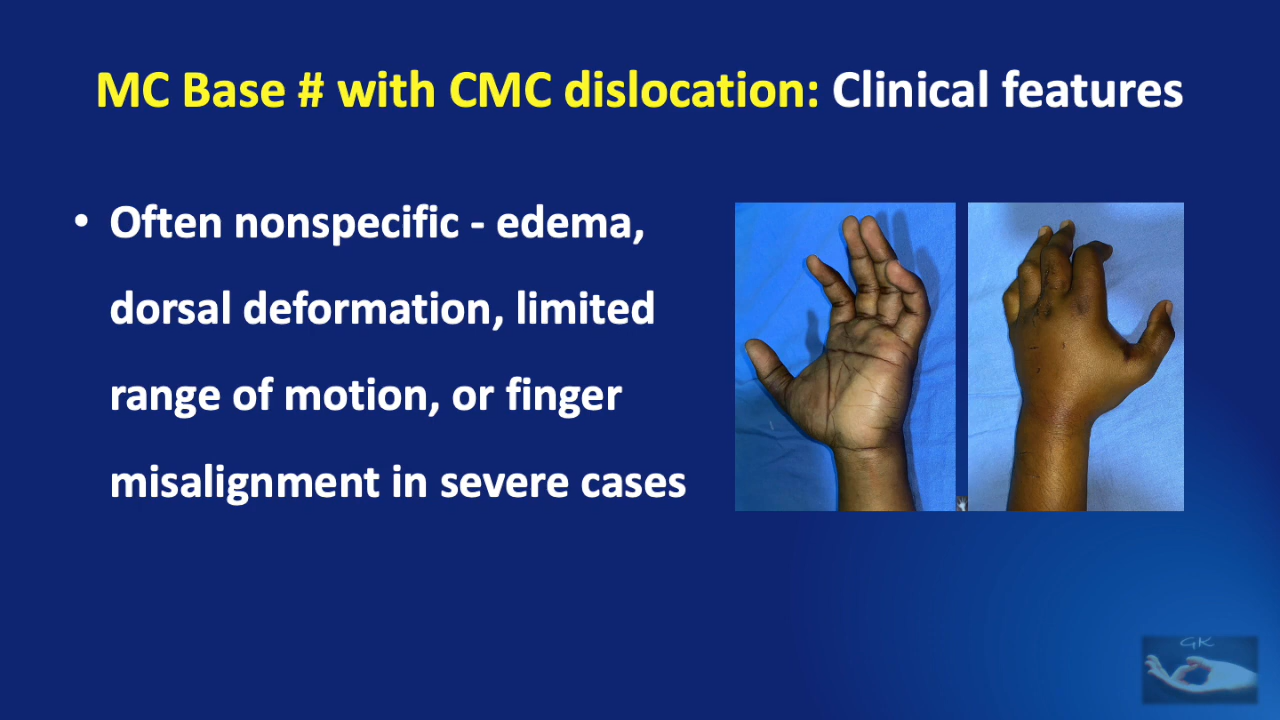 MC Base # with CMC dislocation: Clinical features
• Often nonspecific - edema,
dorsal deformation, limited
range of motion, or finger
misalignment in severe cases
GK